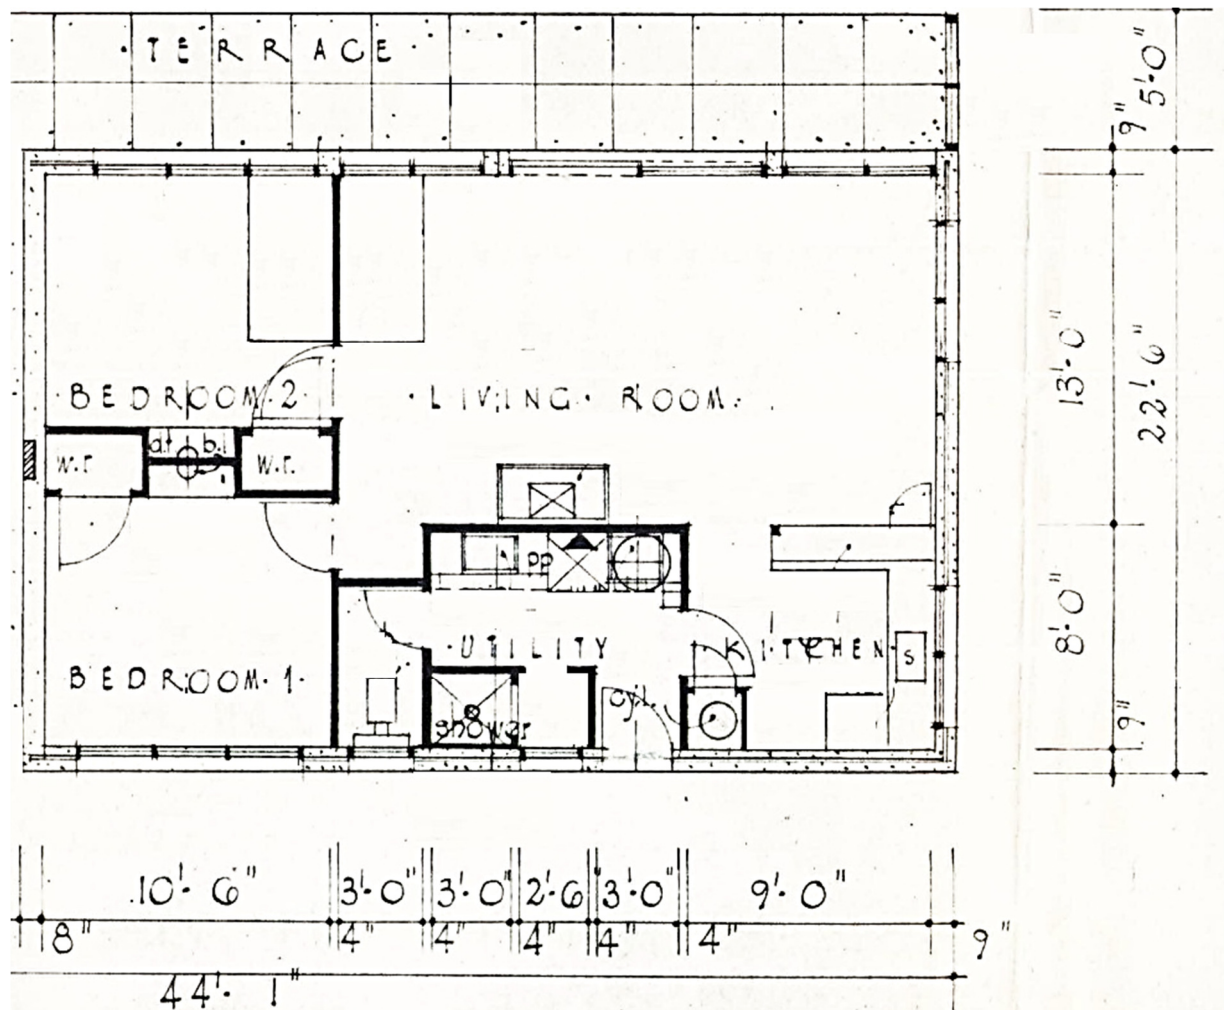 ·TERRACE·
5'·0"
9"
BEDROOM·2·
·LIVING·ROOM·
13'·0"
22'·6"
w.r
b.l
w.r.
pp
·UTILITY
KITCHEN·
s
8'·0"
BEDROOM·1·
cyl.
shower
9"
10'·6"
3'·0"
3'·0"
2'·6
3'·0"
9'·0"
8"
4"
4"
4"
4"
4"
9"
44'· 1"